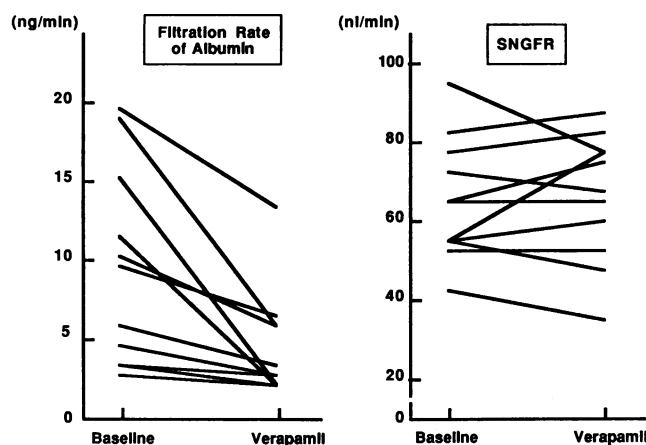 (ng/min)
Filtration Rate
of Albumin
20
15
10
5
0
Baseline
Verapamil
(nl/min)
SNGFR
100
80
60
40
20
0
Baseline
Verapamil